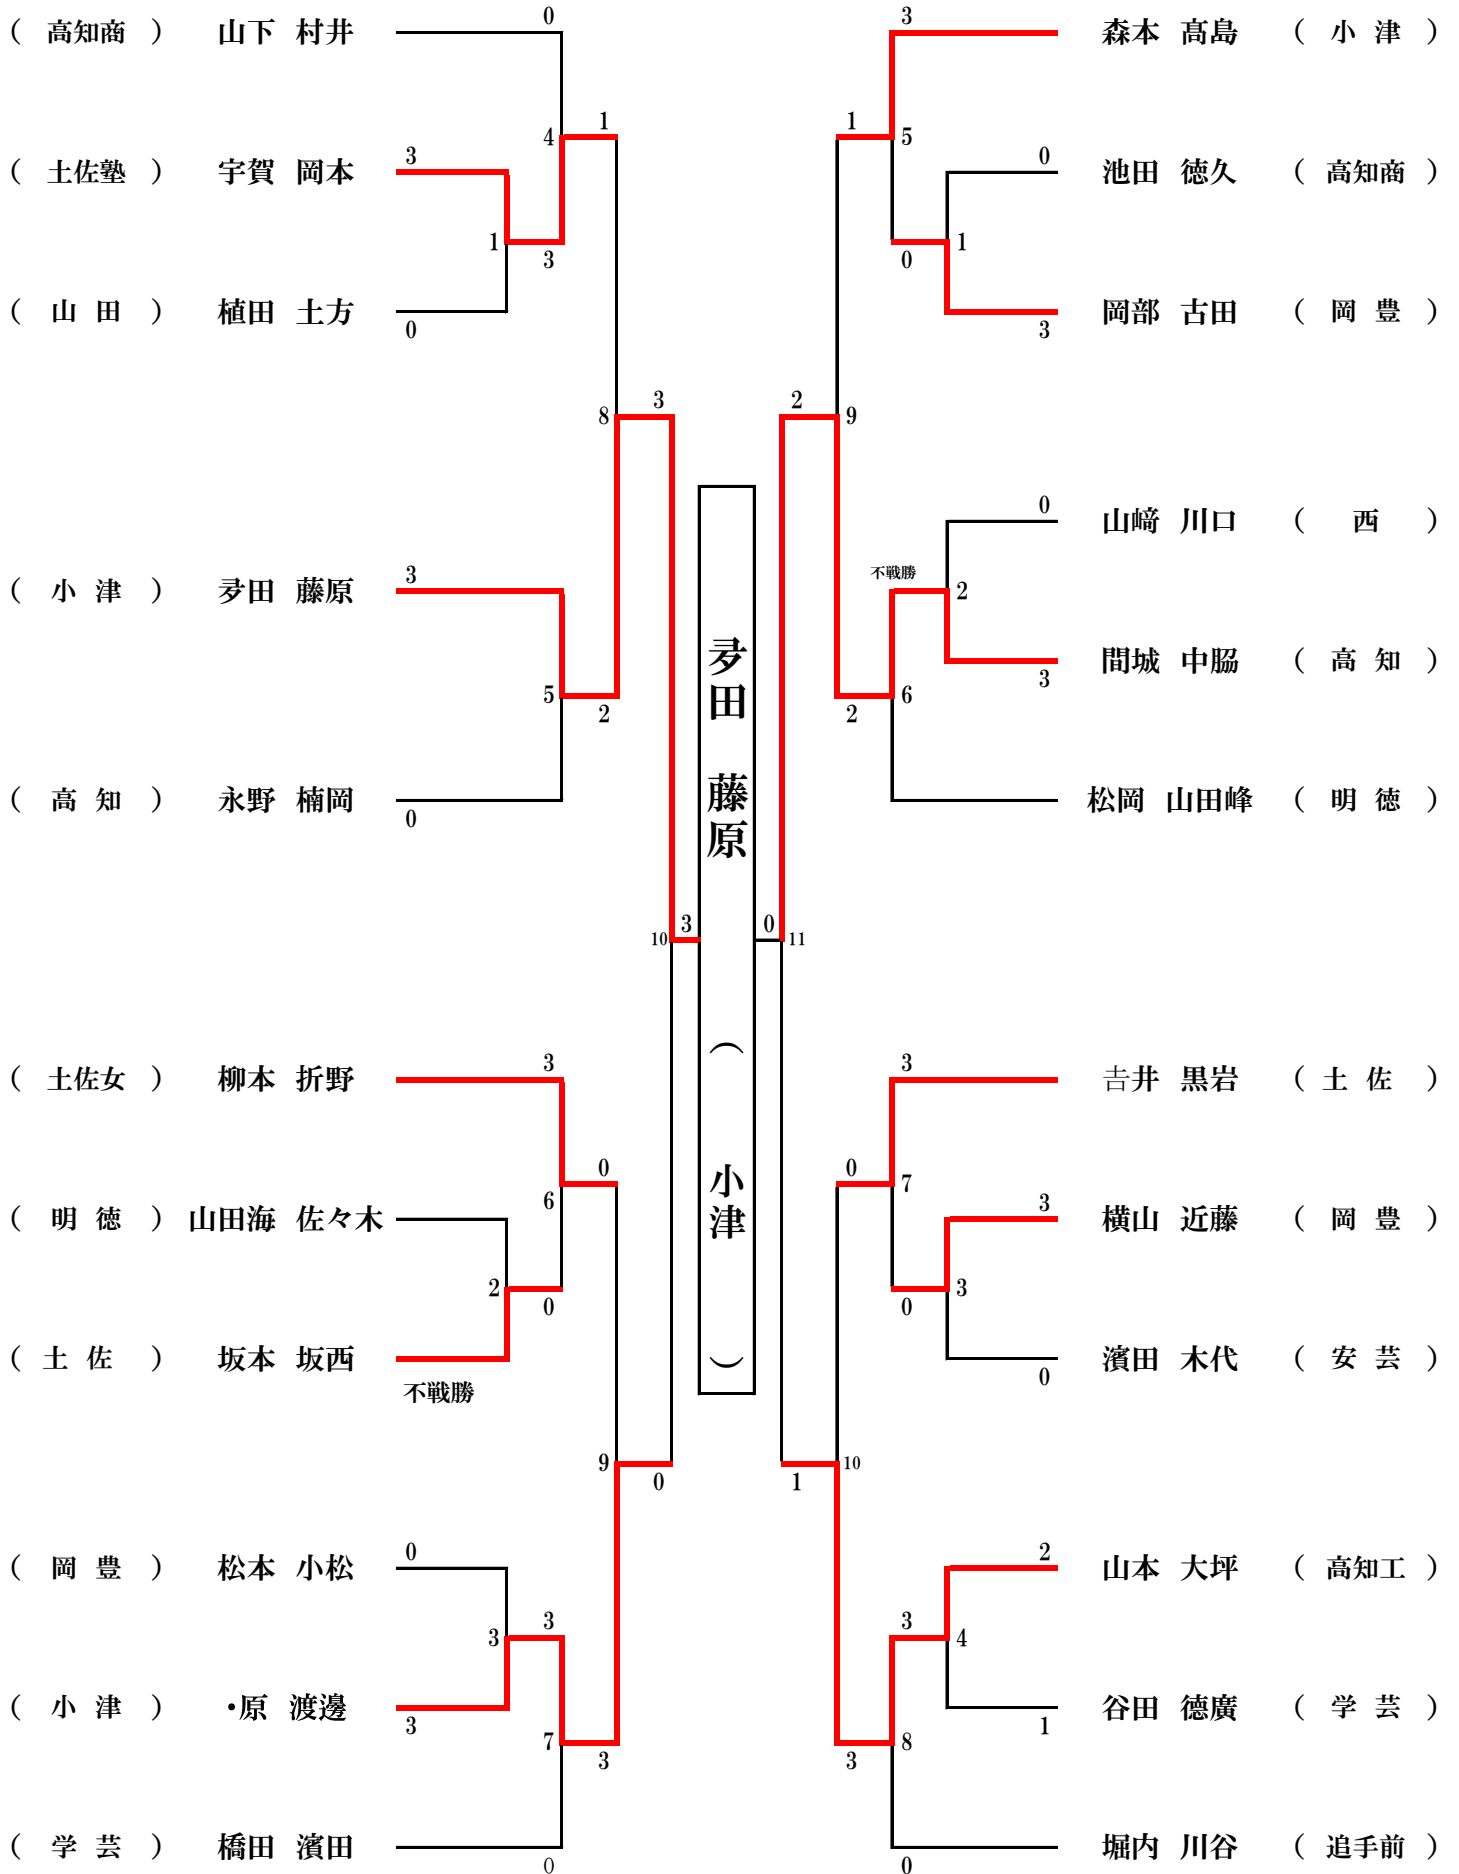 0 3
( 高知商 ) 山下 村井 森本 髙島 ( 小 津 )
1 1
4 5
3 0
( 土佐塾 ) 宇賀 岡本 池田 徳久 ( 高知商 )
1 1
3 0
( 山 田 ) 植田 土方 岡部 古田 ( 岡 豊 )
0 3
3 2
8 9
0
( 西 ) 山﨑 川口
不戦勝
3 2
( 小 津 ) 夛田 藤原
間城 中脇 ( 高 知 )
3
5 6
2 2
( 高 知 ) 永野 楠岡 松岡 山田峰 ( 明 徳 )
0
夛田 藤原 ( 小津 )
3 0
10 11
3 3
( 土佐女 ) 柳本 折野 𠮷井 黒岩 ( 土 佐 )
0 0
6 7
3
( 明 徳 ) 山田海 佐々木 横山 近藤 ( 岡 豊 )
2 3
0 0
( 土 佐 ) 坂本 坂西 濱田 木代 ( 安 芸 )
不戦勝 0
9 10
0 1
0 2
( 岡 豊 ) 松本 小松 山本 大坪 ( 高知工 )
3 3
3 4
( 小 津 ) ・原 渡邊 谷田 德廣 ( 学 芸 )
3 1
7 8
3 3
( 学 芸 ) 橋田 濱田 堀内 川谷 ( 追手前 )
0 0